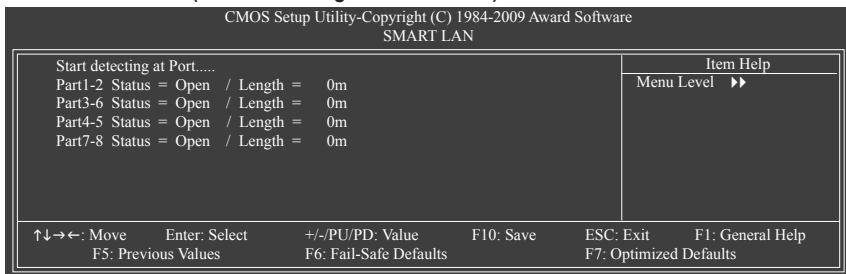 CMOS Setup Utility-Copyright (C) 1984-2009 Award Software
SMART LAN
Start detecting at Port.....
Part1-2 Status = Open / Length = 0m
Part3-6 Status = Open / Length = 0m
Part4-5 Status = Open / Length = 0m
Part7-8 Status = Open / Length = 0m
Item Help
Menu Level ▶▶
↑↓→←: Move Enter: Select +/-/PU/PD: Value F10: Save ESC: Exit F1: General Help
F5: Previous Values F6: Fail-Safe Defaults F7: Optimized Defaults